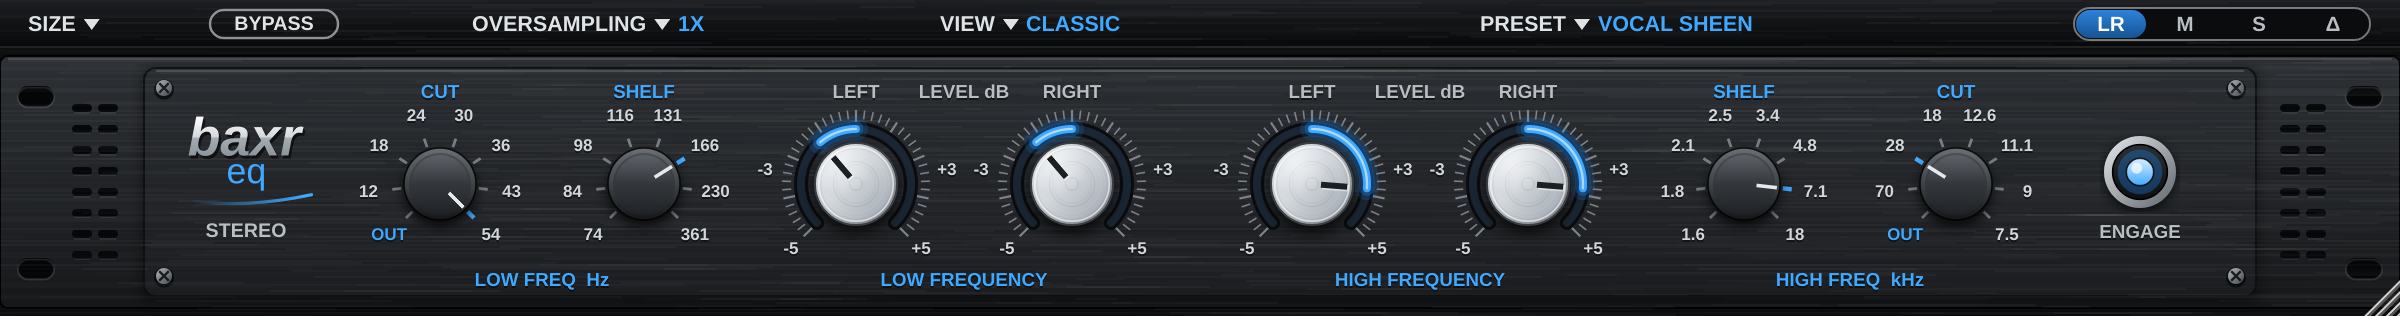 SIZE BYPASS OVERSAMPLING 1X VIEW CLASSIC PRESET VOCAL SHEEN LR M S Δ
CUT SHELF LEFT LEVEL dB RIGHT LEFT LEVEL dB RIGHT SHELF CUT
24 30 116 131 2.5 3.4 18 12.6
baxr
18 36 98 166 2.1 4.8 28 11.1
eq
-3 +3 -3 +3 -3 +3 -3 +3
12 43 84 230 1.8 7.1 70 9
STEREO
OUT 54 74 361 1.6 18 OUT 7.5 ENGAGE
-5 +5 -5 +5 -5 +5 -5 +5
LOW FREQ Hz LOW FREQUENCY HIGH FREQUENCY HIGH FREQ kHz